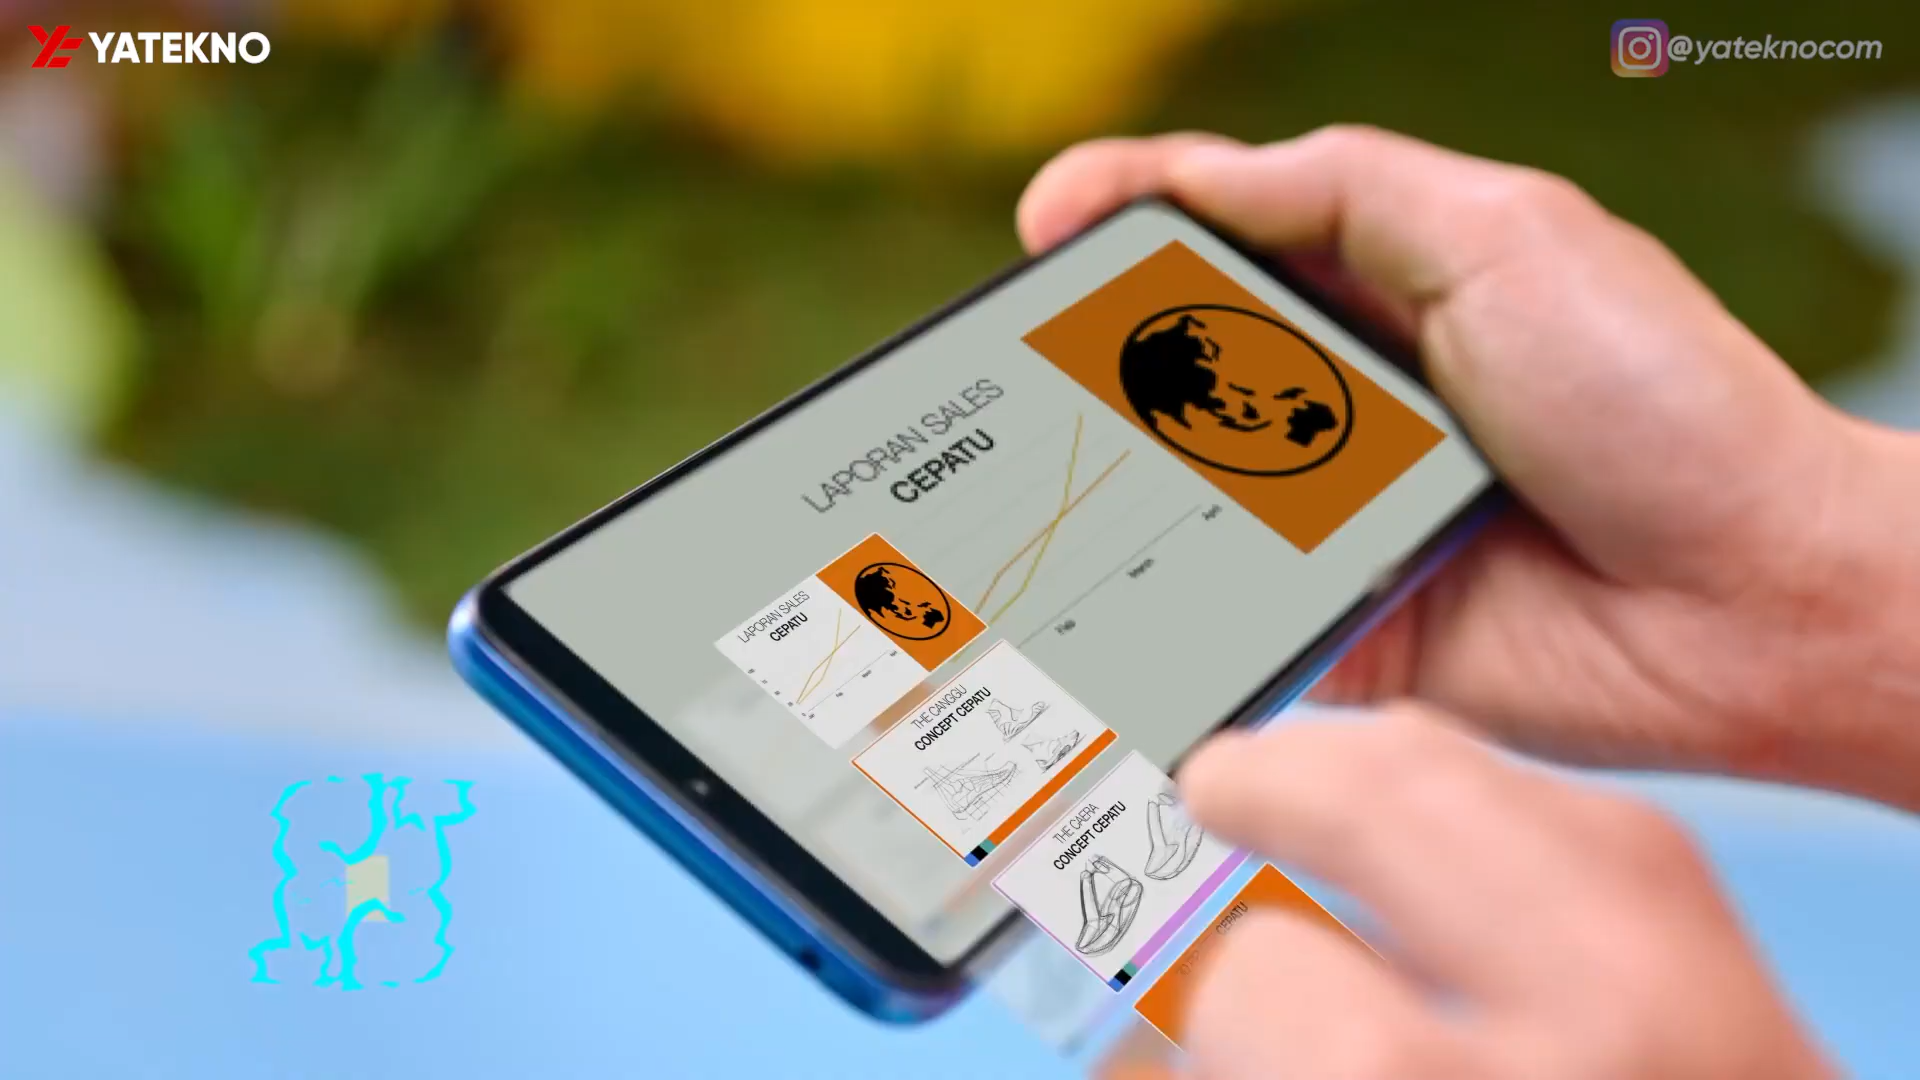 YATEKNO
@yateknocom
LAPORAN SALES
CEPATU
April
March
Feb
LAPORAN SALES
CEPATU
THE CANGGU
CONCEPT CEPATU
THE CAERA
CONCEPT CEPATU
CEPATU